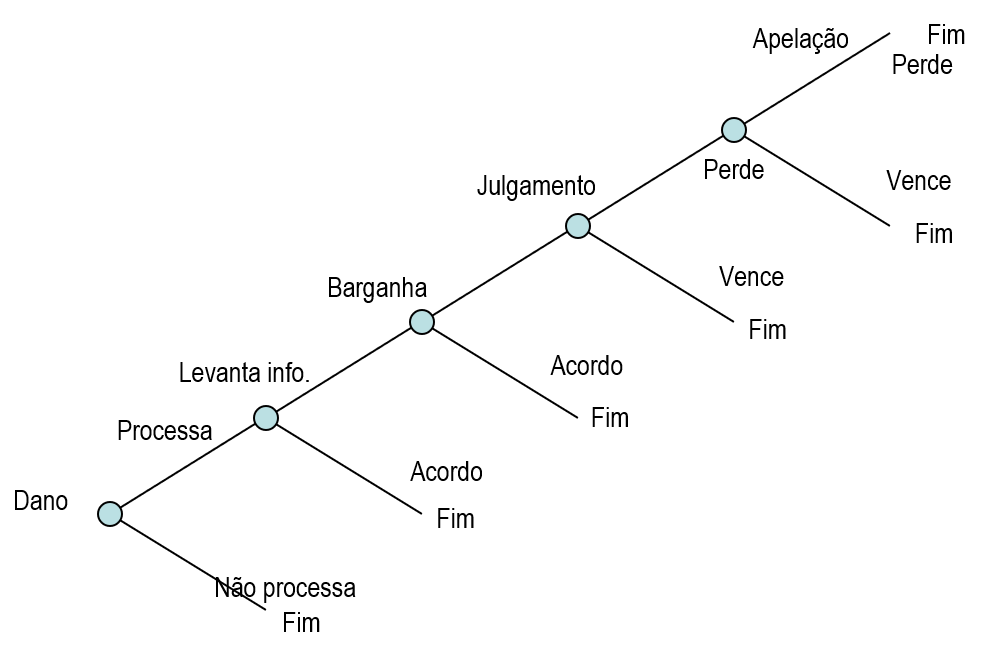 Apelação
Fim
Perde
Perde
Vence
Fim
Julgamento
Vence
Fim
Barganha
Acordo
Fim
Levanta info.
Processa
Acordo
Fim
Dano
Não processa
Fim